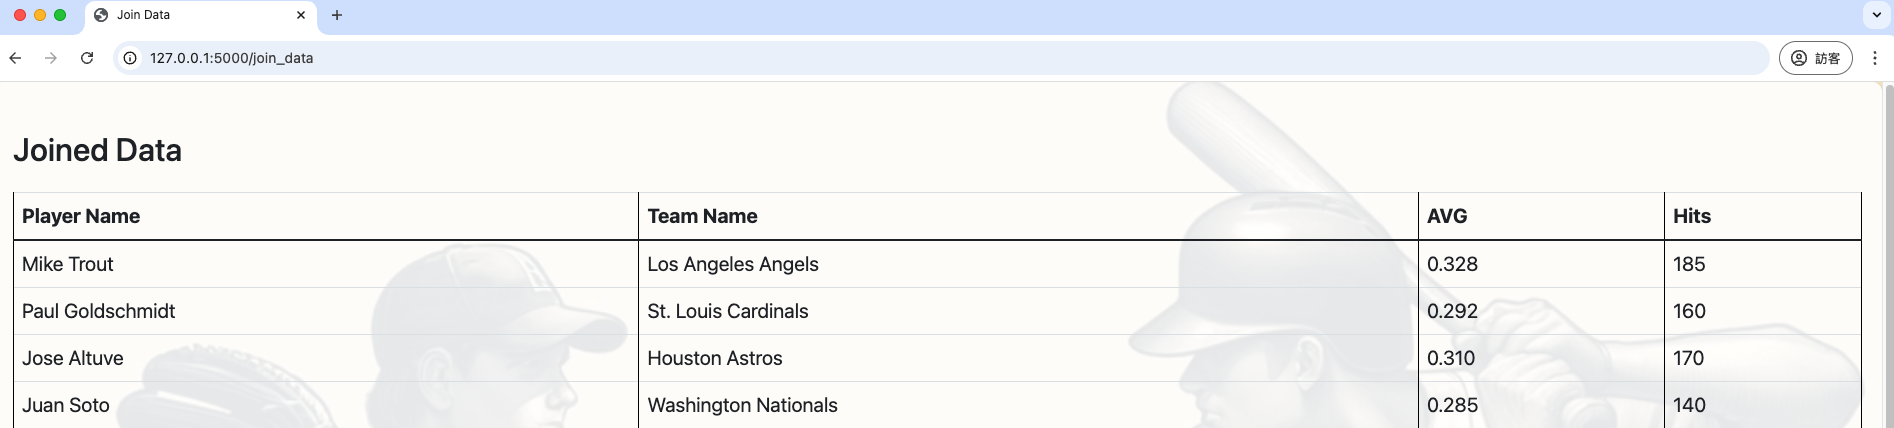 Join Data
127.0.0.1:5000/join_data
訪客
Joined Data
Player Name Team Name AVG Hits
Mike Trout Los Angeles Angels 0.328 185
Paul Goldschmidt St. Louis Cardinals 0.292 160
Jose Altuve Houston Astros 0.310 170
Juan Soto Washington Nationals 0.285 140